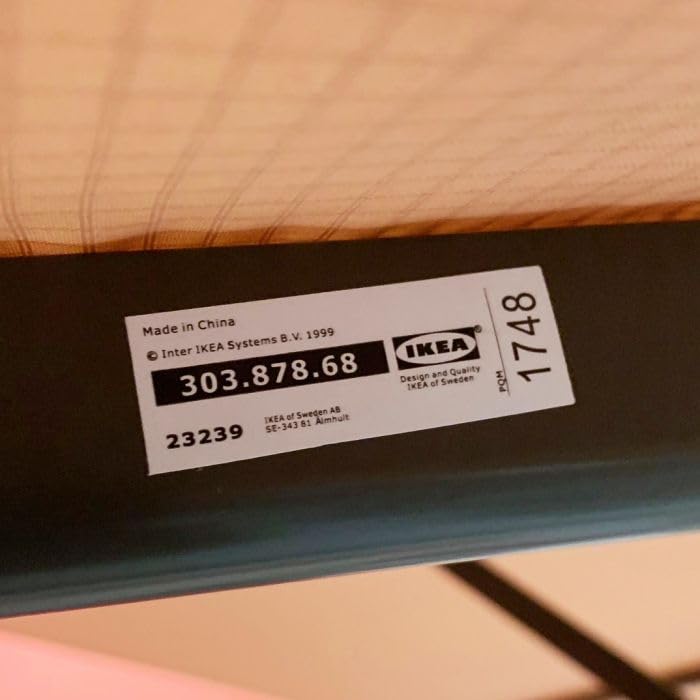 Made in China
© Inter IKEA Systems B.V. 1999
303.878.68
23239
IKEA of Sweden AB
SE-343 81 Älmhult
IKEA®
Design and Quality
IKEA of Sweden
PQM
1748